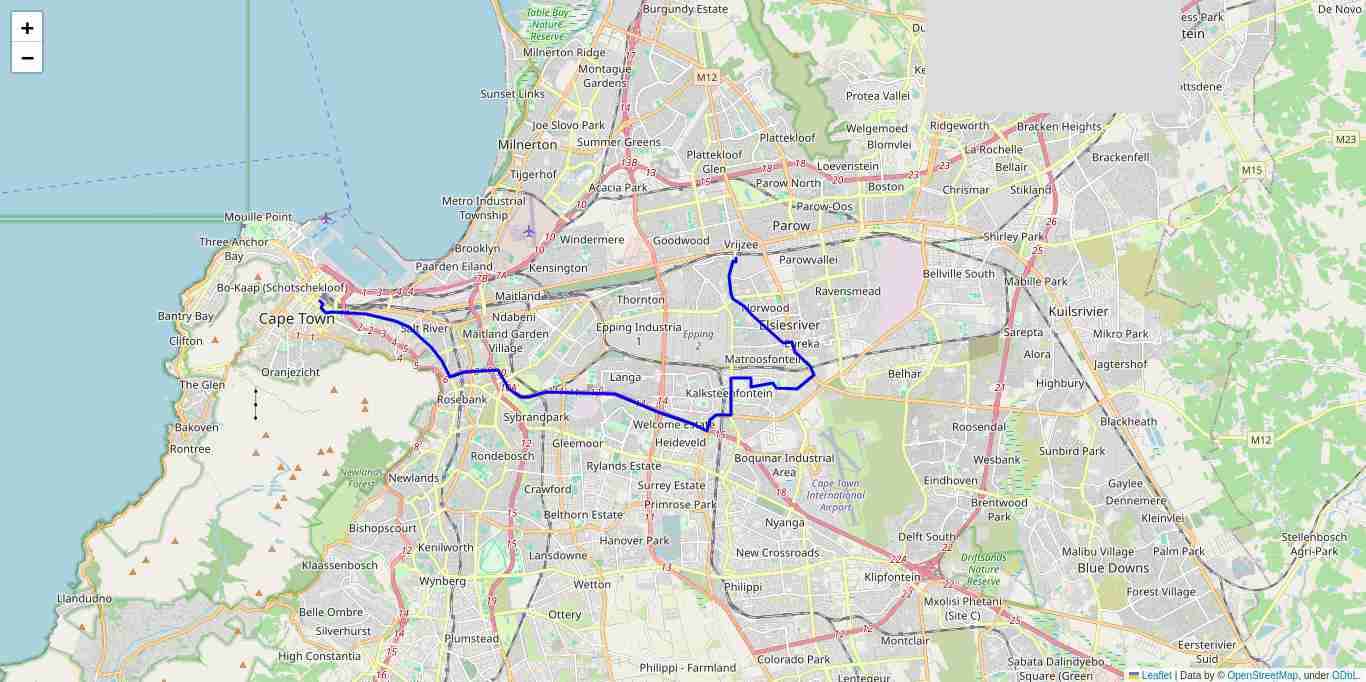 +
−
Burgundy Estate
De Novo
Table Bay
Nature
Reserve
ess Park
tein
Milnerton Ridge
Montague
Gardens
M12
Sunset Links
Protea Vallei
ttsdene
Joe Slovo Park
Milnerton
Summer Greens
Plattekloof
Welgemoed
Blomvlei
Ridgeworth
Bracken Heights
M23
La Rochelle
Brackenfell
Plattekloof
Glen
Loevenstein
Bellair
M15
Tijgerhof
13B
Acacia Park
Parow North
Boston
Chrismar
Stikland
Metro Industrial
Township
Parow-Oos
Mouille Point
Parow
Three Anchor
Bay
Windermere
Goodwood
Vrijzee
Shirley Park
Brooklyn
Paarden Eiland
Kensington
Parowvallei
Bellville South
Mabille Park
Bo-Kaap (Schotschekloof)
Maitland
Thornton
Ravensmead
Norwood
Kuilsrivier
Bantry Bay
Cape Town
Ndabeni
Salt River
Maitland Garden
Village
Epping Industria
1
Epping
2
Elsiesriver
Eureka
Sarepta
Mikro Park
Clifton
Matroosfontein
Alora
Jagtershof
Oranjezicht
Langa
Belhar
Highbury
The Glen
Rosebank
Kalksteenfontein
Bakoven
Sybrandpark
Welcome Estate
Roosendal
Blackheath
Rontree
Gleemoor
Heideveld
M12
Rondebosch
Boquinar Industrial
Area
Wesbank
Sunbird Park
Newlands
Forest
Newlands
Rylands Estate
Crawford
Surrey Estate
Cape Town
International
Airport
Eindhoven
Gaylee
Dennemere
Primrose Park
Brentwood
Park
Belthorn Estate
Nyanga
Kleinvlei
Bishopscourt
Hanover Park
Delft South
Stellenbosch
Agri-Park
Kenilworth
Lansdowne
New Crossroads
Malibu Village
Palm Park
Klaassenbosch
Driftsands
Nature
Reserve
Blue Downs
Wynberg
Wetton
Philippi
Klipfontein
22A
Forest Village
Llandudno
Belle Ombre
Ottery
Mxolisi Phetani
(Site C)
Silverhurst
Plumstead
Montclair
Eersterivier
Suid
High Constantia
Philippi - Farmland
Colorado Park
Sabata Dalindyebo
Square (Green
Lentegeur
Leaflet | Data by © OpenStreetMap, under ODbL.